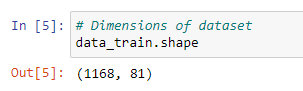 In [5]: # Dimensions of dataset
data_train.shape
Out[5]: (1168, 81)